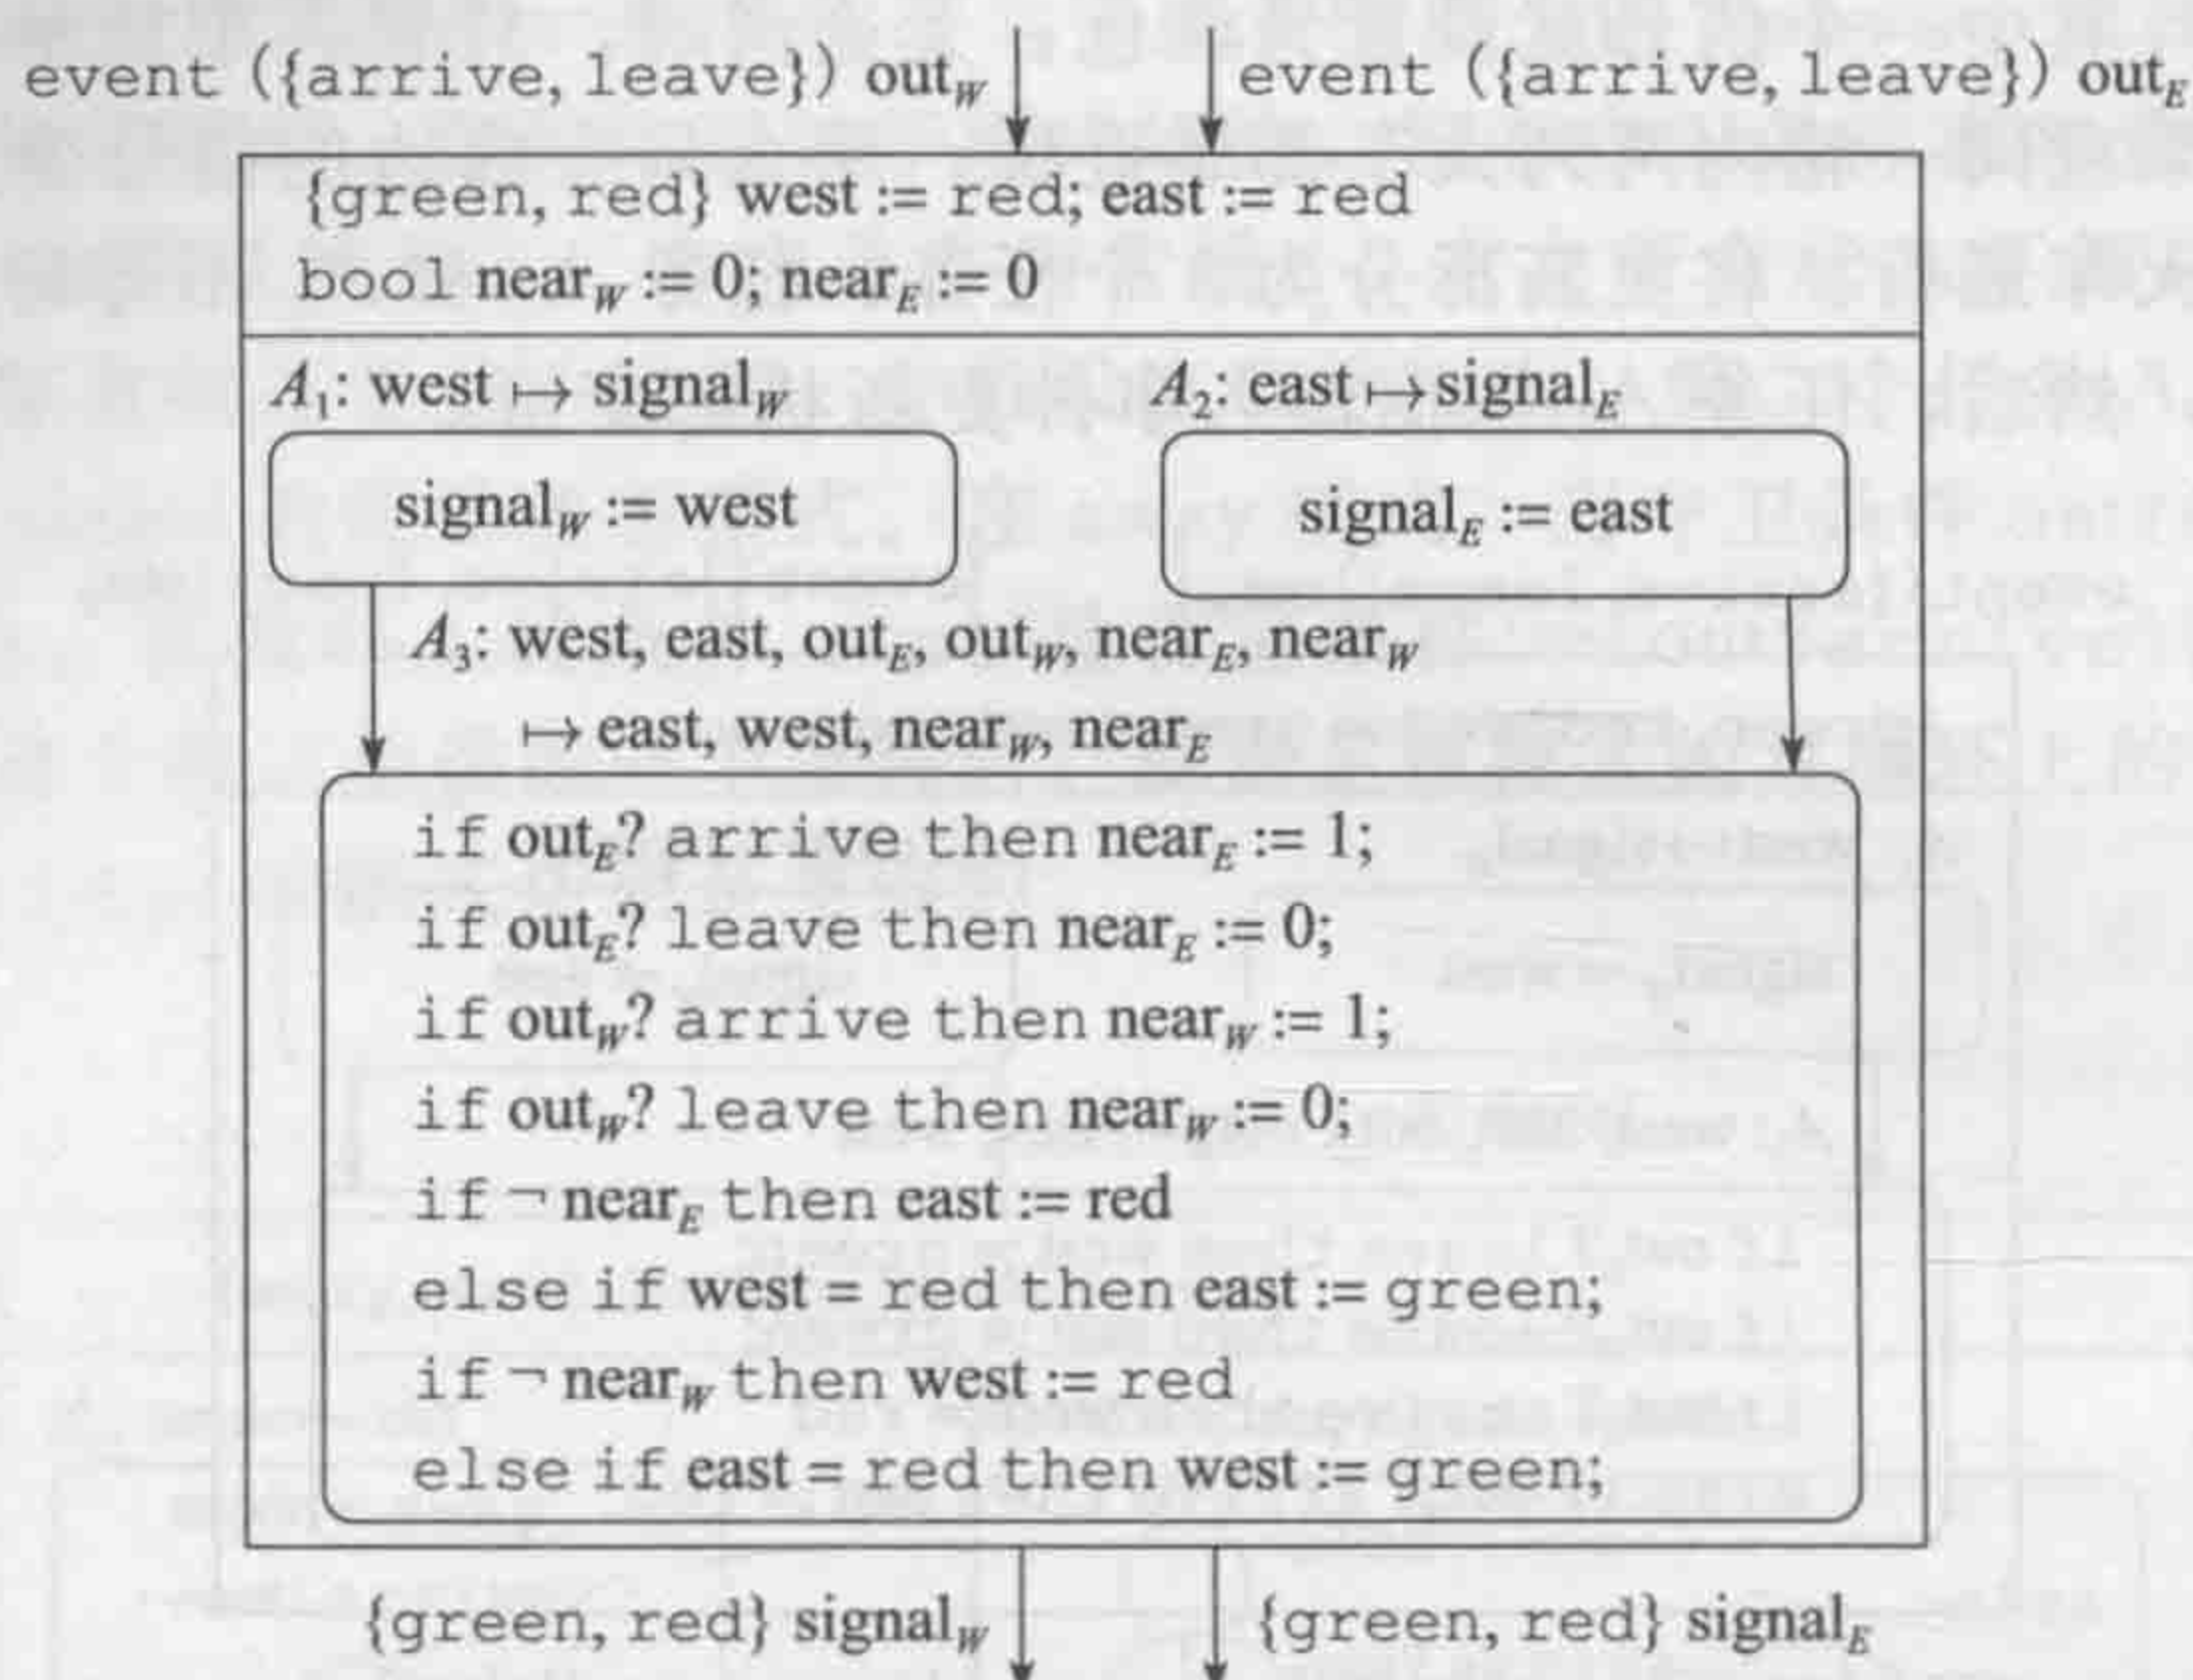 event ({arrive, leave}) out_W event ({arrive, leave}) out_E
{green, red} west := red; east := red
bool near_W := 0; near_E := 0
A_1: west ↦ signal_W A_2: east ↦ signal_E
signal_W := west signal_E := east
A_3: west, east, out_E, out_W, near_E, near_W
↦ east, west, near_W, near_E
if out_E? arrive then near_E := 1;
if out_E? leave then near_E := 0;
if out_W? arrive then near_W := 1;
if out_W? leave then near_W := 0;
if ¬ near_E then east := red
else if west = red then east := green;
if ¬ near_W then west := red
else if east = red then west := green;
{green, red} signal_W {green, red} signal_E